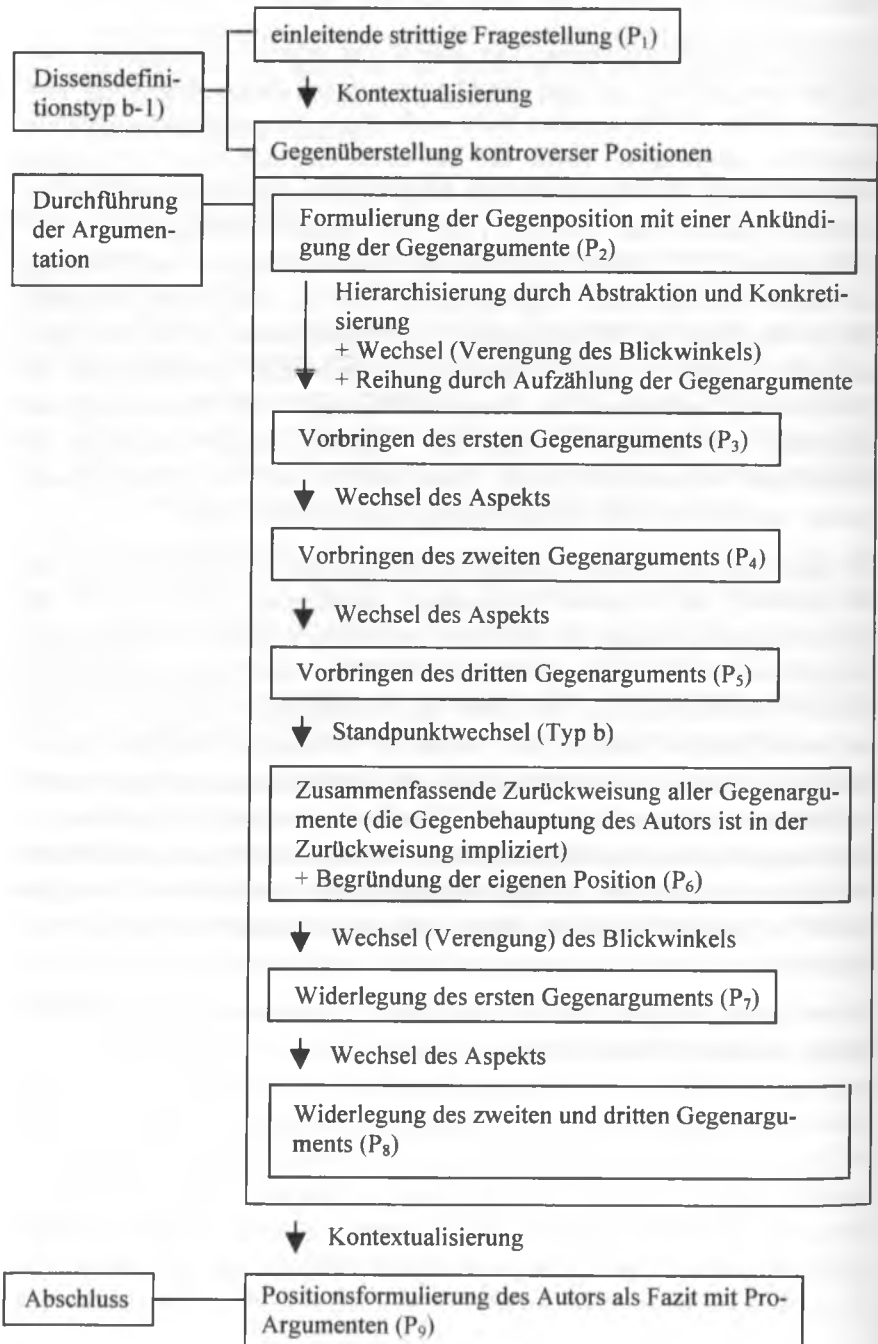 einleitende strittige Fragestellung (P₁)
Dissensdefini-
tionstyp b-1)
Kontextualisierung
Gegenüberstellung kontroverser Positionen
Durchführung
der Argumen-
tation
Formulierung der Gegenposition mit einer Ankündi-
gung der Gegenargumente (P₂)
Hierarchisierung durch Abstraktion und Konkreti-
sierung
+ Wechsel (Verengung des Blickwinkels)
+ Reihung durch Aufzählung der Gegenargumente
Vorbringen des ersten Gegenarguments (P₃)
Wechsel des Aspekts
Vorbringen des zweiten Gegenarguments (P₄)
Wechsel des Aspekts
Vorbringen des dritten Gegenarguments (P₅)
Standpunktwechsel (Typ b)
Zusammenfassende Zurückweisung aller Gegenargu-
mente (die Gegenbehauptung des Autors ist in der
Zurückweisung impliziert)
+ Begründung der eigenen Position (P₆)
Wechsel (Verengung) des Blickwinkels
Widerlegung des ersten Gegenarguments (P₇)
Wechsel des Aspekts
Widerlegung des zweiten und dritten Gegenargu-
ments (P₈)
Kontextualisierung
Abschluss
Positionsformulierung des Autors als Fazit mit Pro-
Argumenten (P₉)